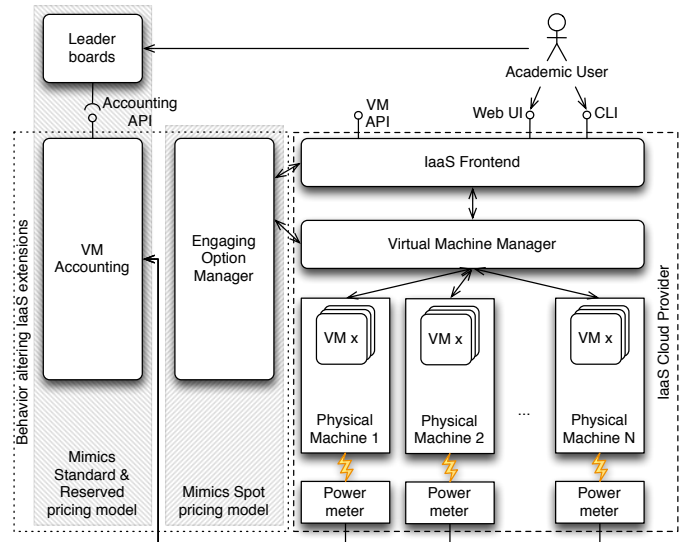 Leader
boards
Academic User
Accounting
API
VM
API
Web UI
CLI
Behavior altering IaaS extensions
VM
Accounting
Engaging
Option
Manager
IaaS Frontend
Virtual Machine Manager
IaaS Cloud Provider
VM x
VM x
VM x
Physical
Machine 1
Physical
Machine 2
...
Physical
Machine N
Mimics
Standard &
Reserved
pricing model
Mimics Spot
pricing model
Power
meter
Power
meter
Power
meter